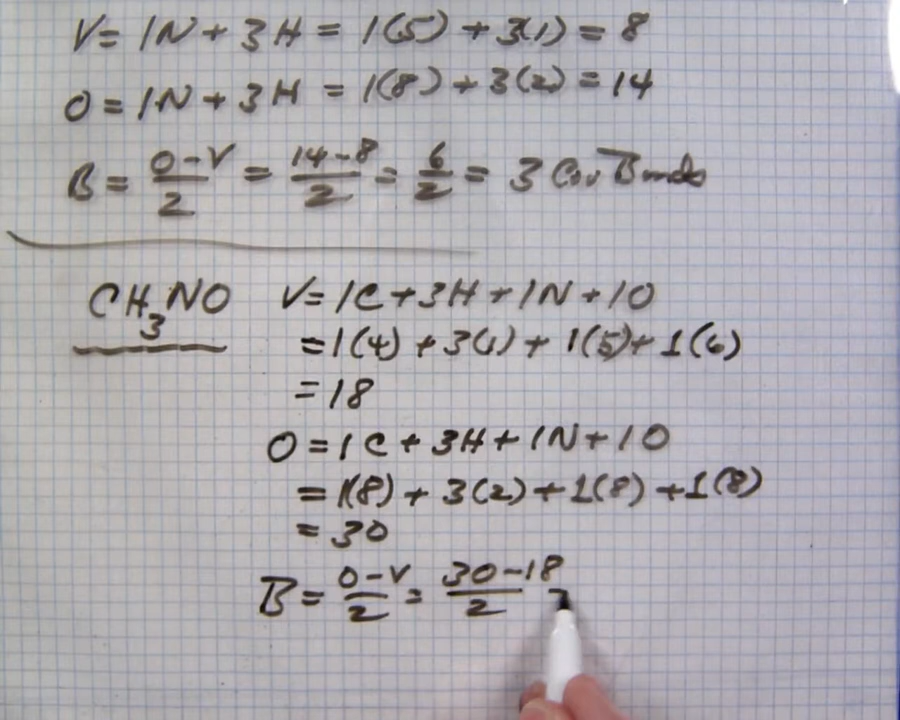 V = 1N + 3H = 1(5) + 3(1) = 8
O = 1N + 3H = 1(8) + 3(2) = 14
B = O-V/2 = 14-8/2 = 6/2 = 3 Cov Bonds
CH₃NO V = 1C + 3H + 1N + 1O
= 1(4) + 3(1) + 1(5) + 1(6)
= 18
O = 1C + 3H + 1N + 1O
= 1(8) + 3(2) + 1(8) + 1(8)
= 30
B = O-V/2 = 30-18/2 =